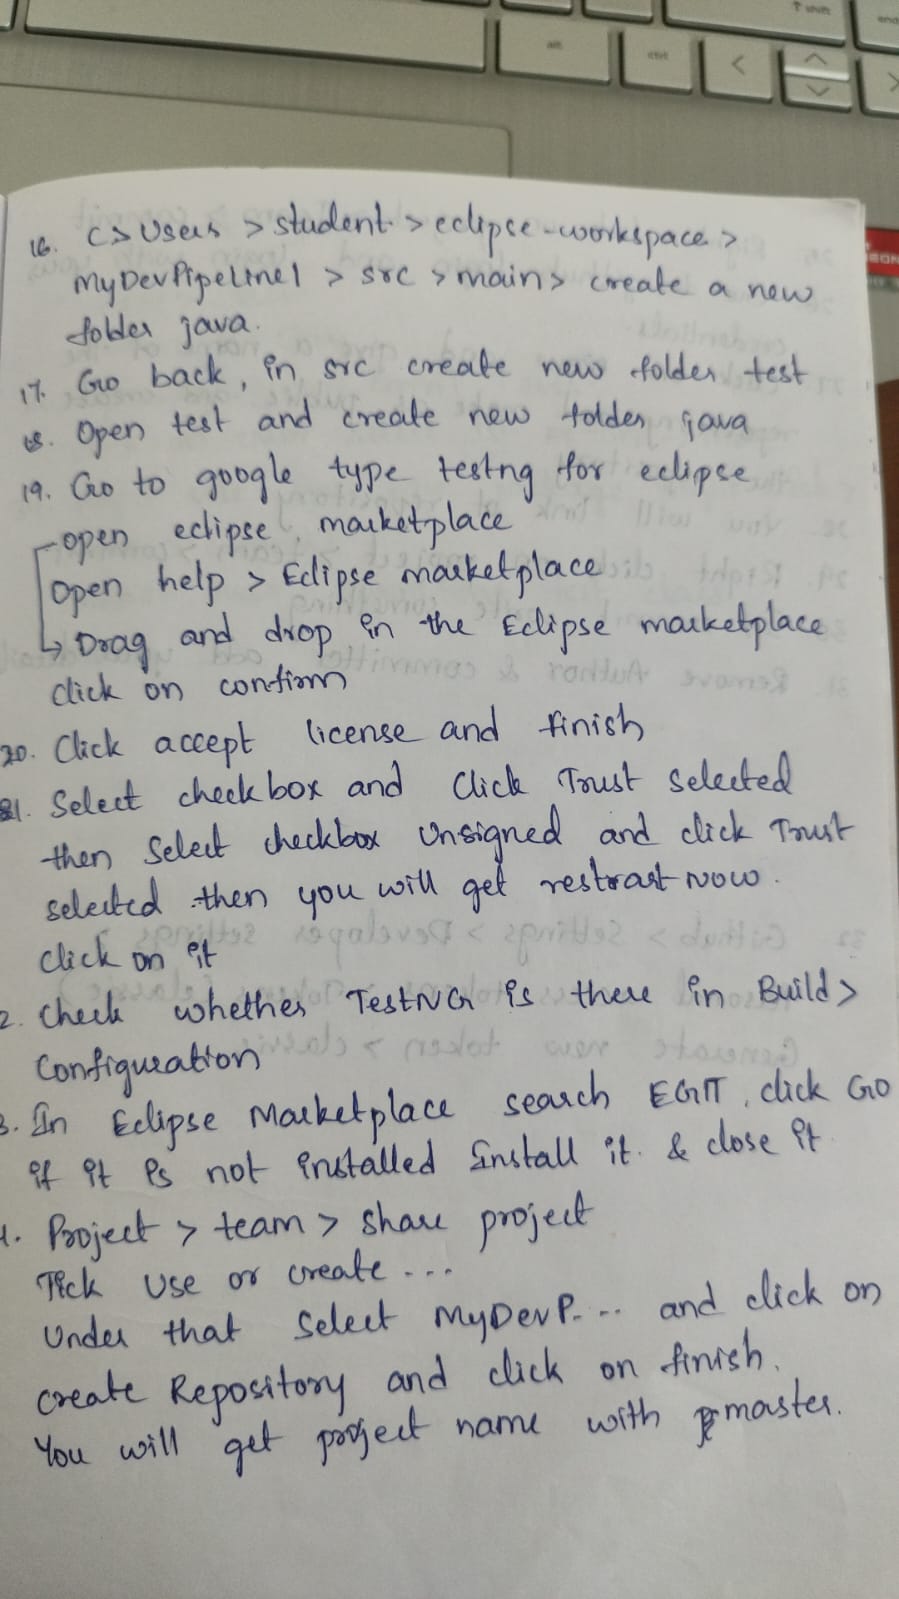 ↑ shift
end
alt
ctrl
16. C > Users > student > eclipse-workspace >
MyDevPipeline1 > src > main > create a new
folder java.
17. Go back, in src create new folder test
18. Open test and create new folder java
19. Go to google type testng for eclipse
open eclipse marketplace
Open help > Eclipse marketplace
↳ Drag and drop in the Eclipse marketplace
click on confirm
20. Click accept license and finish
21. Select checkbox and Click Trust selected
then Select checkbox Unsigned and click Trust
selected then you will get restrast Now.
click on it
2. Check whether TestNG is there in Build >
Configuration
3. In Eclipse Marketplace search EGIT, click Go
if it is not installed install it. & close it.
4. Project > team > share project
Tick Use or create ...
Under that Select MyDevP.... and click on
create Repository and click on finish.
You will get project name with master.